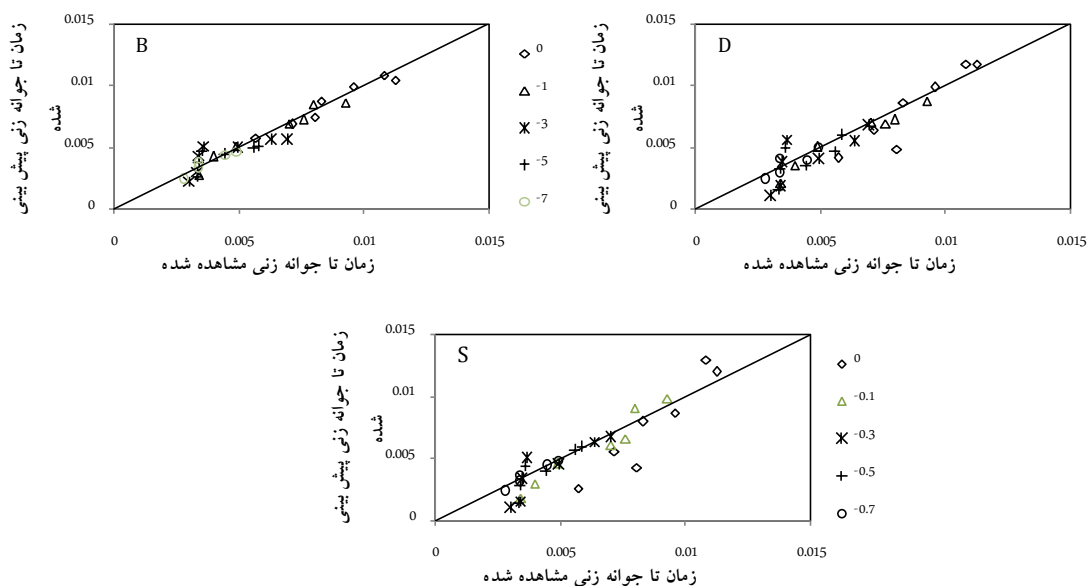 0.015
0.01
0.005
0
B
0
0.005
0.01
0.015
زمان تا جوانه زنی پیش بینی
شده
زمان تا جوانه زنی مشاهده شده
0
-1
-3
-5
-7
0.015
0.01
0.005
0
D
0
0.005
0.01
0.015
زمان تا جوانه زنی پیش بینی
شده
زمان تا جوانه زنی مشاهده شده
0.015
0.01
0.005
0
S
0
0.005
0.01
0.015
زمان تا جوانه زنی پیش بینی
شده
زمان تا جوانه زنی مشاهده شده
0
-0.1
-0.3
-0.5
-0.7